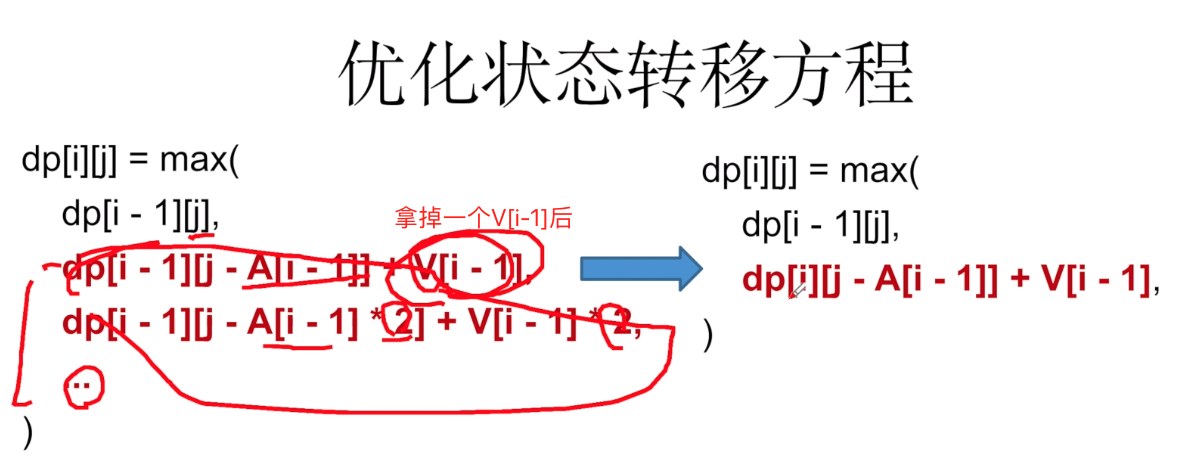 优化状态转移方程
dp[i][j] = max(
dp[i - 1][j],
拿掉一个V[i-1]后
dp[i - 1][j - A[i - 1]] + V[i - 1],
dp[i - 1][j - A[i - 1] * 2] + V[i - 1] * 2,
..
)
dp[i][j] = max(
dp[i - 1][j],
dp[i][j - A[i - 1]] + V[i - 1],
)